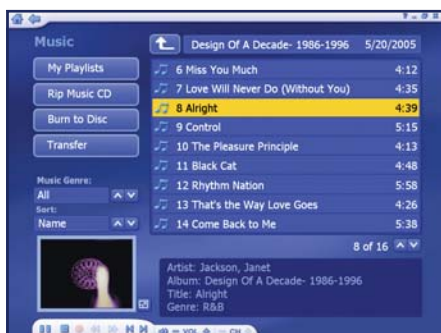 Music
Design Of A Decade- 1986-1996 5/20/2005
My Playlists
Rip Music CD
Burn to Disc
Transfer
Music Genre:
All
Sort:
Name
6 Miss You Much 4:12
7 Love Will Never Do (Without You) 4:35
8 Alright 4:39
9 Control 5:15
10 The Pleasure Principle 4:13
11 Black Cat 4:48
12 Rhythm Nation 5:58
13 That's the Way Love Goes 4:26
14 Come Back to Me 5:38
8 of 16
Artist: Jackson, Janet
Album: Design Of A Decade- 1986-1996
Title: Alright
Genre: R&B
VOL CH